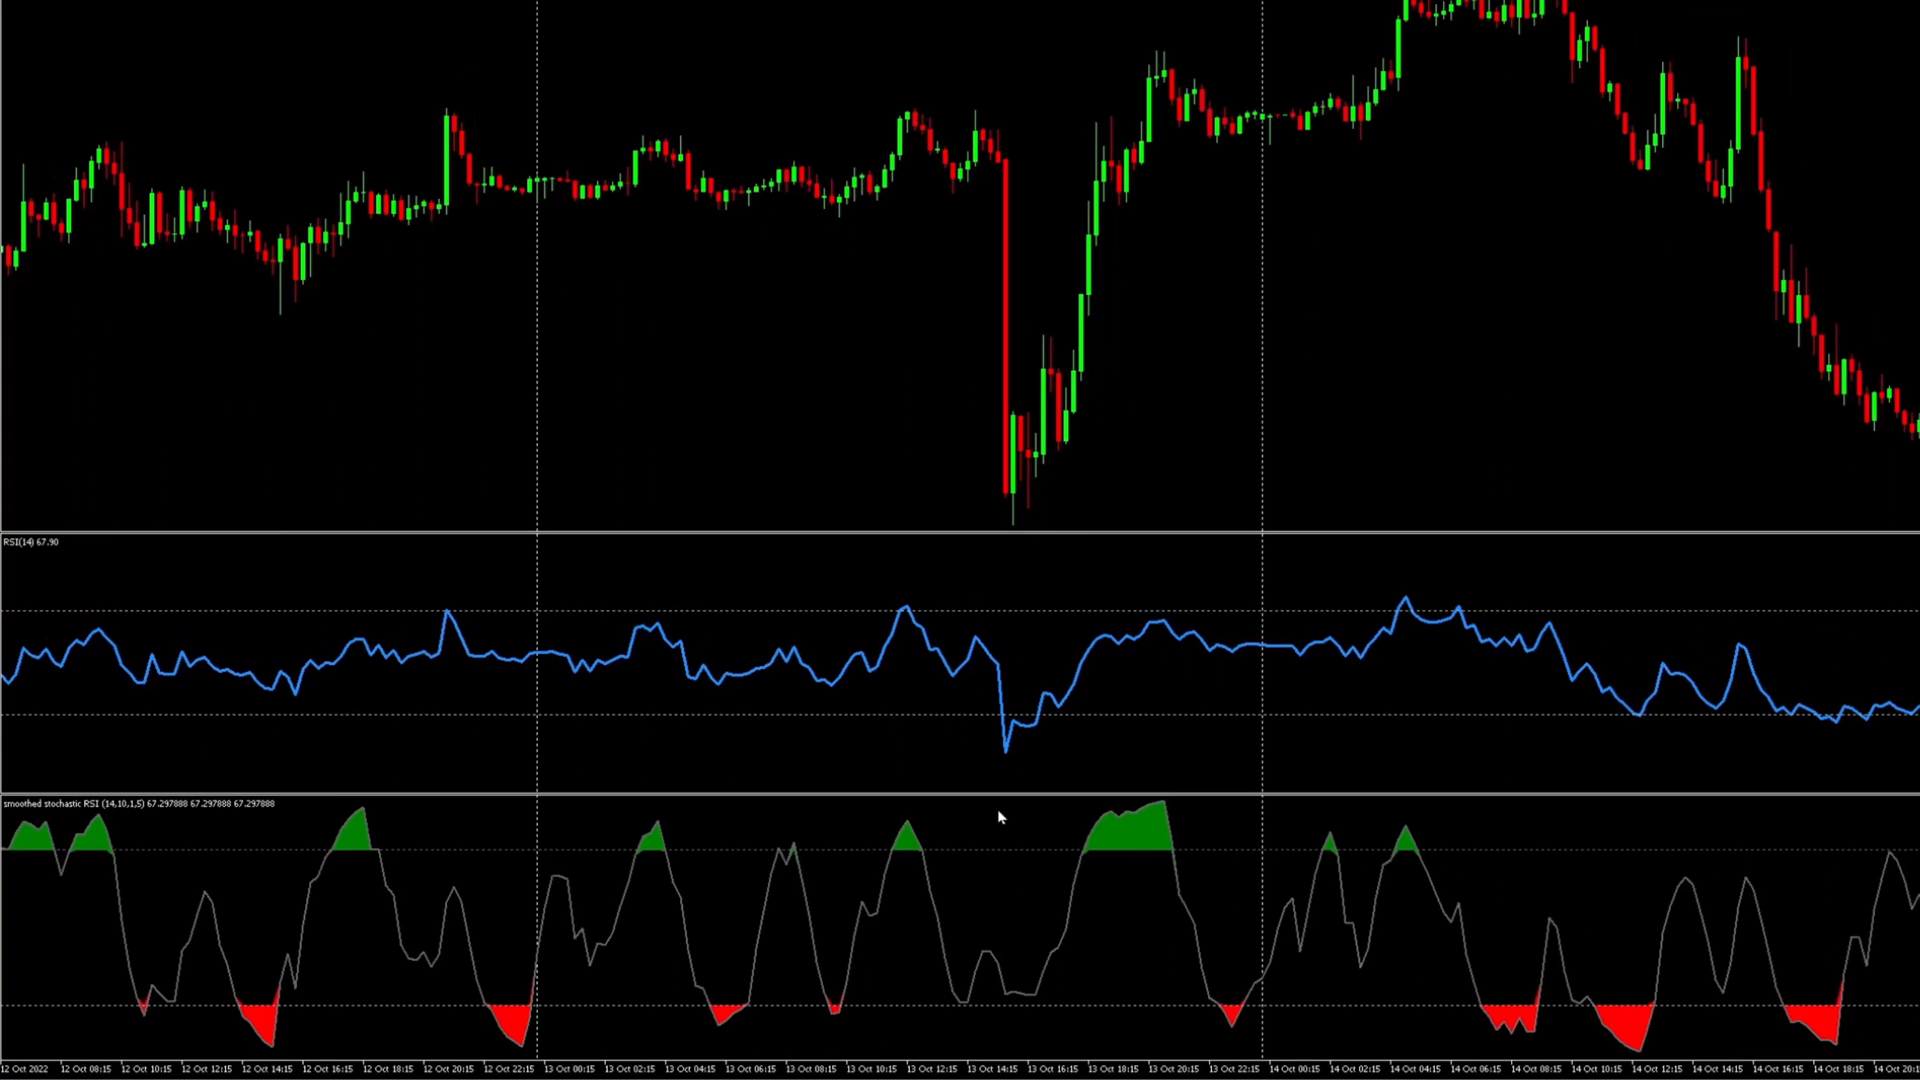 RSI(14) 67.90
smoothed stochastic RSI (14,10,1,5) 67.297888 67.297888 67.297888
12 Oct 2022 12 Oct 08:15 12 Oct 10:15 12 Oct 12:15 12 Oct 14:15 12 Oct 16:15 12 Oct 18:15 12 Oct 20:15 12 Oct 22:15 13 Oct 00:15 13 Oct 02:15 13 Oct 04:15 13 Oct 06:15 13 Oct 08:15 13 Oct 10:15 13 Oct 12:15 13 Oct 14:15 13 Oct 16:15 13 Oct 18:15 13 Oct 20:15 13 Oct 22:15 14 Oct 00:15 14 Oct 02:15 14 Oct 04:15 14 Oct 06:15 14 Oct 08:15 14 Oct 10:15 14 Oct 12:15 14 Oct 14:15 14 Oct 16:15 14 Oct 18:15 14 Oct 20:1